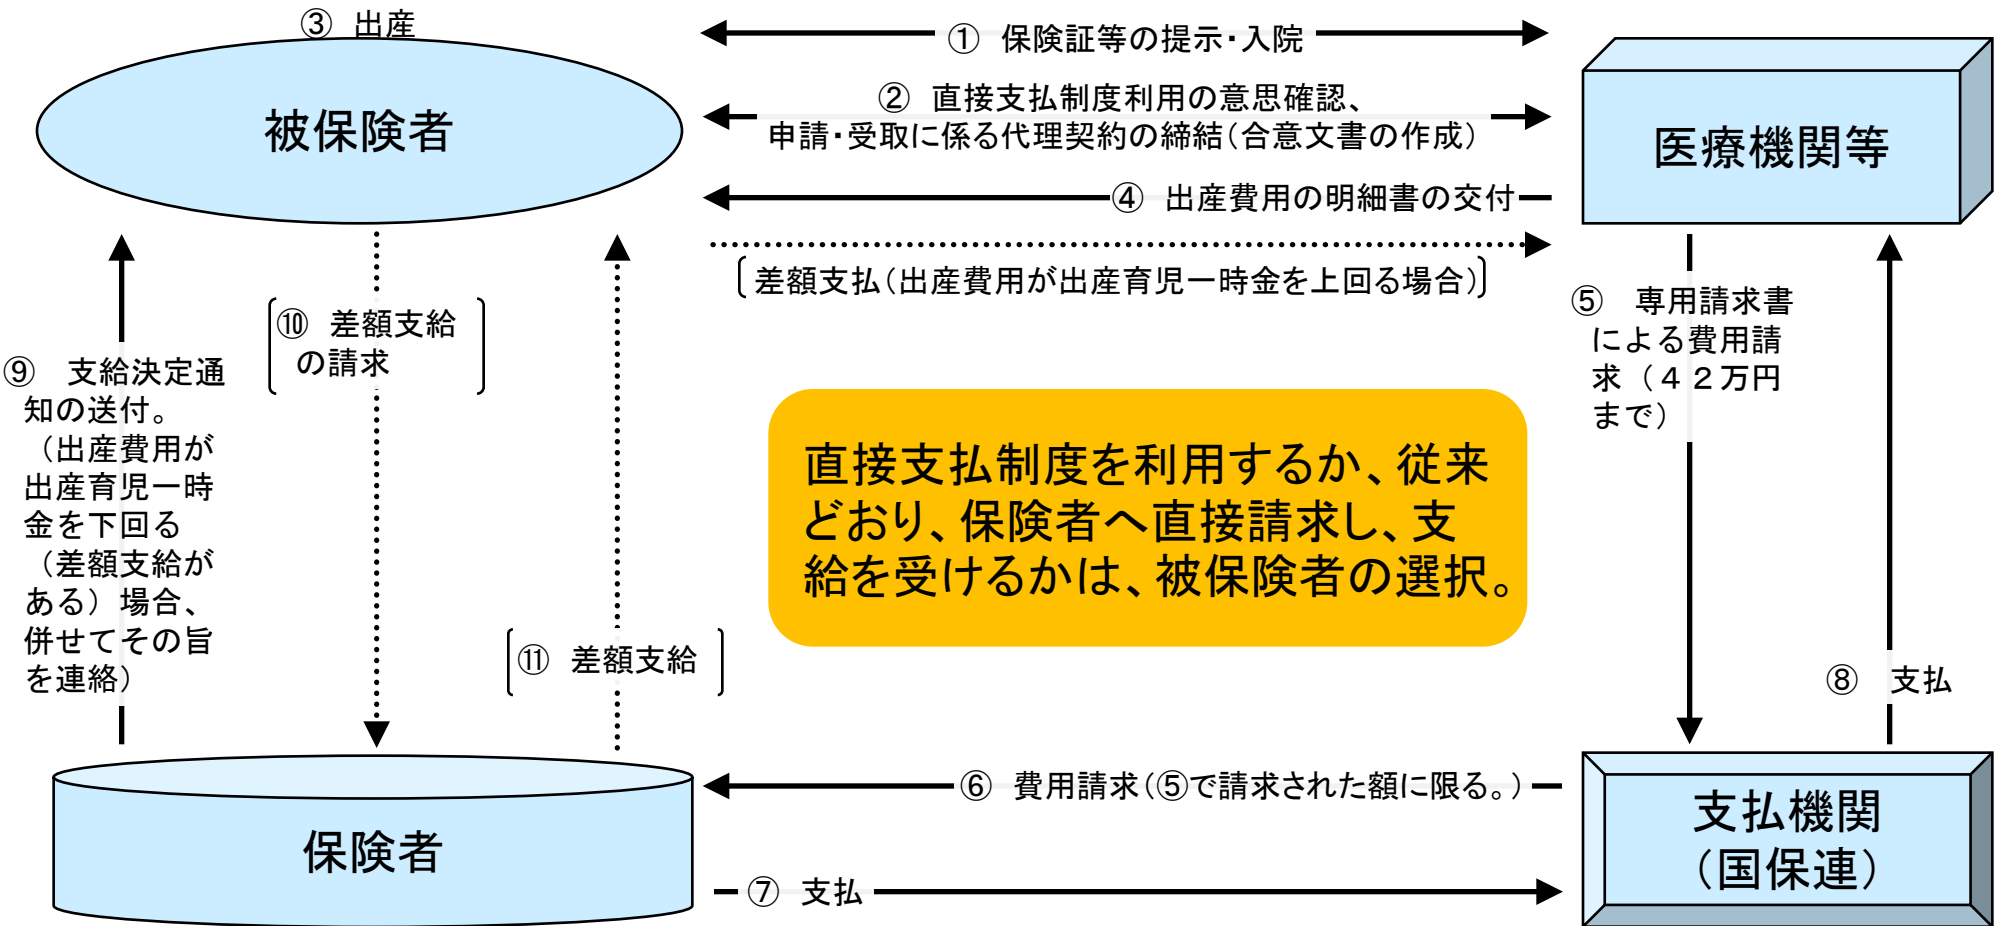 ③ 出産
被保険者
① 保険証等の提示・入院
② 直接支払制度利用の意思確認、
申請・受取に係る代理契約の締結(合意文書の作成)
④ 出産費用の明細書の交付
差額支払(出産費用が出産育児一時金を上回る場合)
医療機関等
⑤ 専用請求書
による費用請
求(42万円
まで)
⑩ 差額支給
の請求
⑨ 支給決定通
知の送付。
(出産費用が
出産育児一時
金を下回る
(差額支給が
ある)場合、
併せてその旨
を連絡)
直接支払制度を利用するか、従来
どおり、保険者へ直接請求し、支
給を受けるかは、被保険者の選択。
⑪ 差額支給
⑧ 支払
⑥ 費用請求(⑤で請求された額に限る。)
保険者
⑦ 支払
支払機関
(国保連)